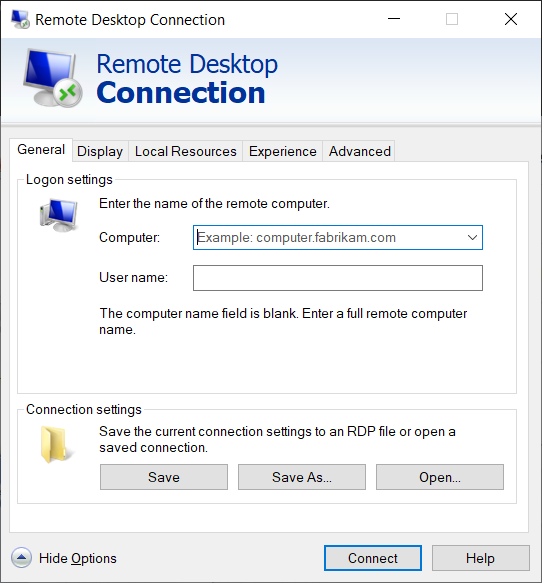 Remote Desktop Connection
Remote Desktop
Connection
General Display Local Resources Experience Advanced
Logon settings
Enter the name of the remote computer.
Computer: Example: computer.fabrikam.com
User name:
The computer name field is blank. Enter a full remote computer
name.
Connection settings
Save the current connection settings to an RDP file or open a
saved connection.
Save Save As... Open...
Hide Options Connect Help